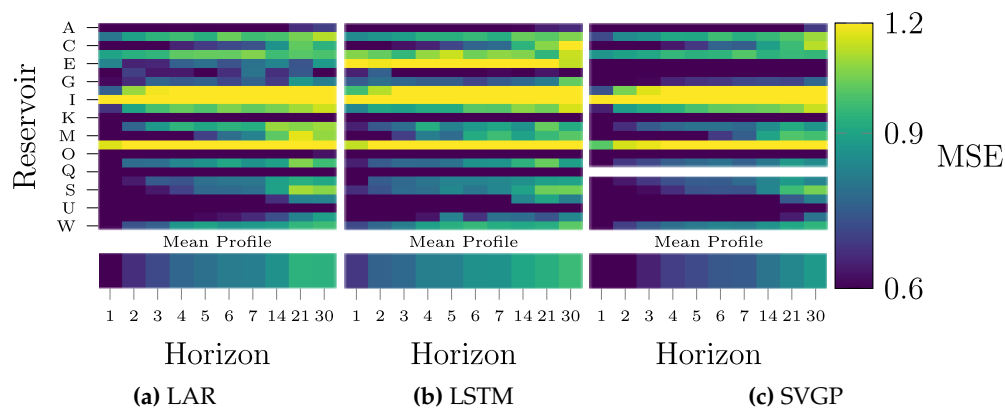 Reservoir
A
C
E
G
I
K
M
O
Q
S
U
W
Mean Profile Mean Profile Mean Profile
1.2
0.9
0.6
MSE
1 2 3 4 5 6 7 14 21 30 1 2 3 4 5 6 7 14 21 30 1 2 3 4 5 6 7 14 21 30
Horizon Horizon Horizon
(a) LAR (b) LSTM (c) SVGP